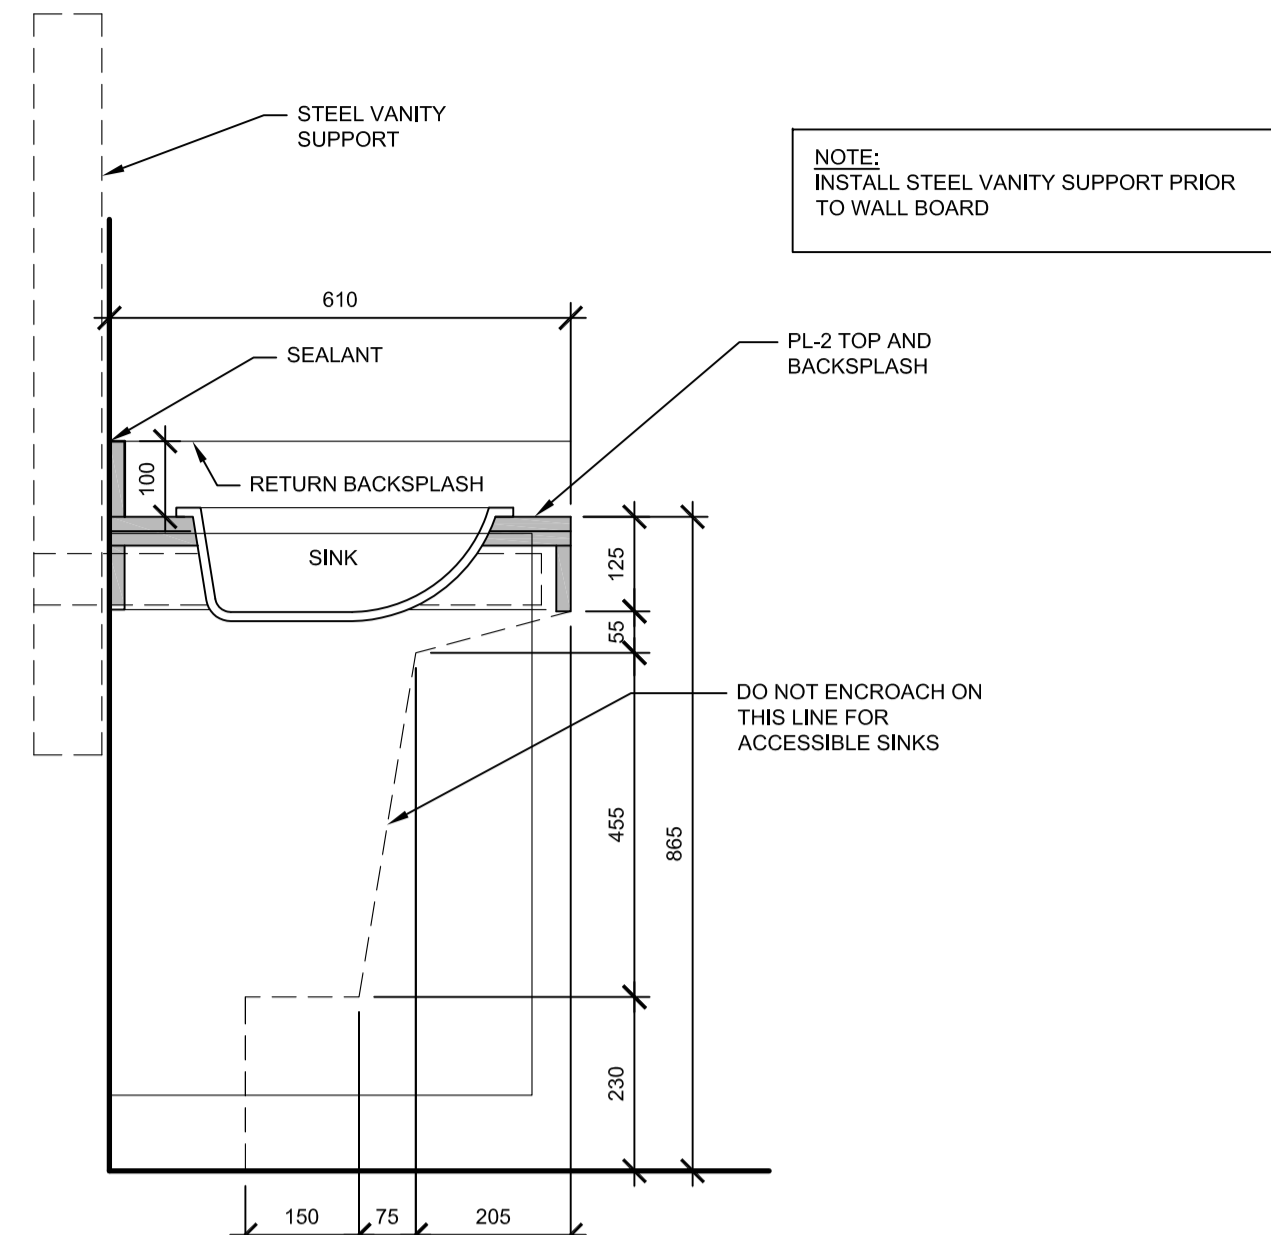 STEEL VANITY
SUPPORT
NOTE:
INSTALL STEEL VANITY SUPPORT PRIOR
TO WALL BOARD
610
SEALANT
PL-2 TOP AND
BACKSPLASH
100
RETURN BACKSPLASH
SINK
125
55
DO NOT ENCROACH ON
THIS LINE FOR
ACCESSIBLE SINKS
455
865
230
150
75
205